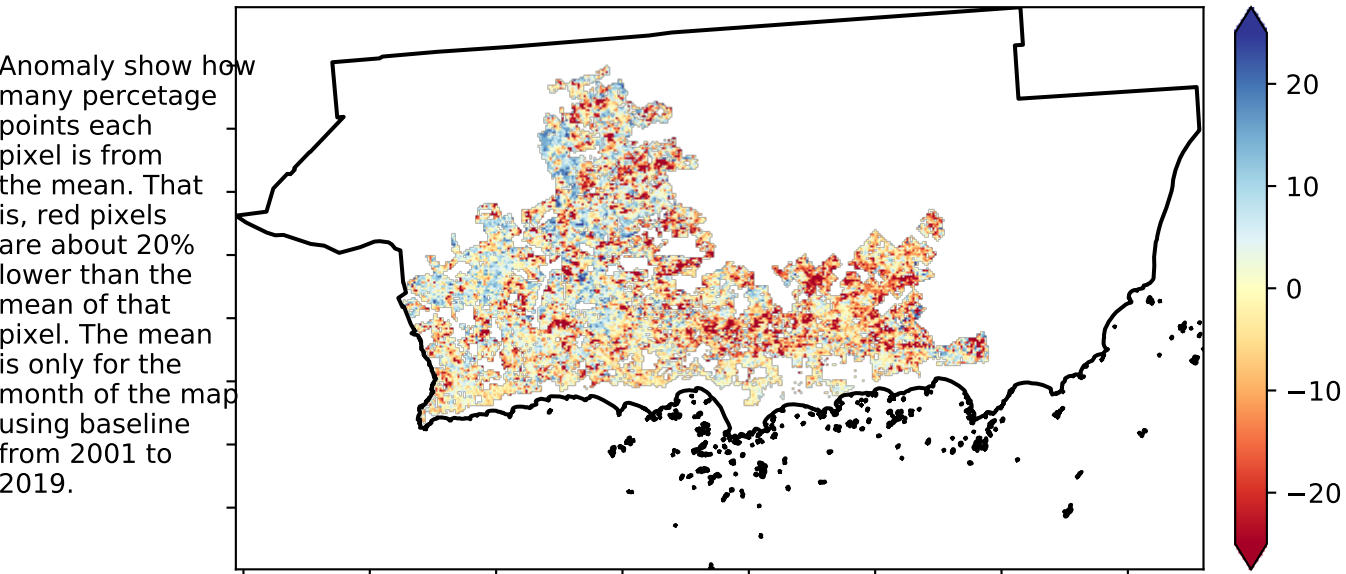 Anomaly show how
many percetage
points each
pixel is from
the mean. That
is, red pixels
are about 20%
lower than the
mean of that
pixel. The mean
is only for the
month of the map
using baseline
from 2001 to
2019.
20
10
0
−10
−20